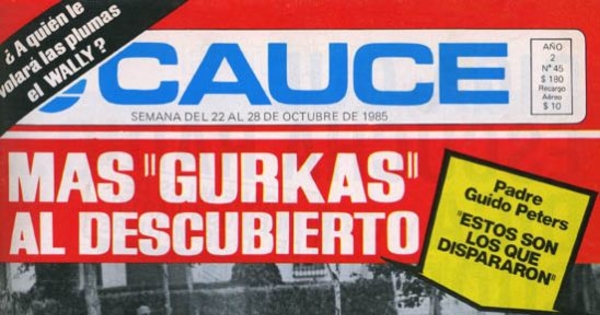 ¿A quién le
volará las plumas
el WALLY?
CAUCE
SEMANA DEL 22 AL 28 DE OCTUBRE DE 1985
AÑO
2
Nº 45
$ 180
Recargo
Aéreo
$ 10
MAS "GURKAS"
AL DESCUBIERTO
Padre
Guido Peters
"ESTOS SON
LOS QUE
DISPARARON"